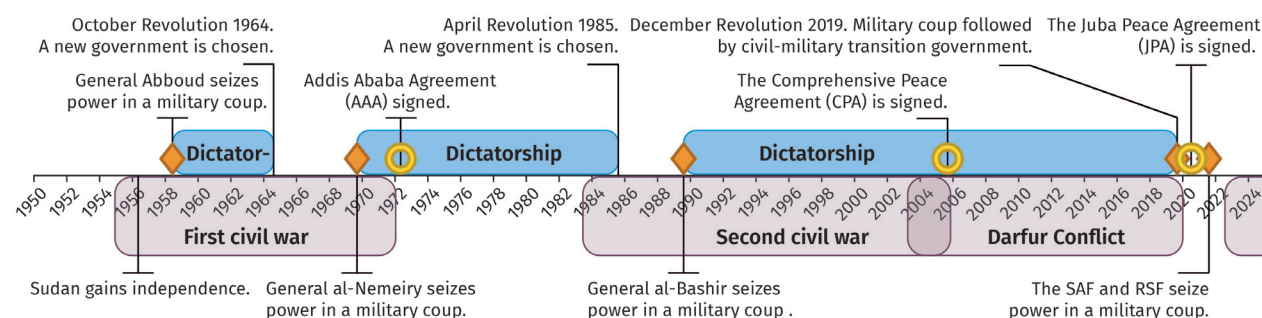 October Revolution 1964.
A new government is chosen.
April Revolution 1985.
A new government is chosen.
December Revolution 2019. Military coup followed
by civil-military transition government.
The Juba Peace Agreement
(JPA) is signed.
General Abboud seizes
power in a military coup.
Addis Ababa Agreement
(AAA) signed.
The Comprehensive Peace
Agreement (CPA) is signed.
Dictator-
Dictatorship
Dictatorship
1950 1952 1954 1956 1958 1960 1962 1964 1966 1968 1970 1972 1974 1976 1978 1980 1982 1984 1986 1988 1990 1992 1994 1996 1998 2000 2002 2004 2006 2008 2010 2012 2014 2016 2018 2020 2022 2024
First civil war
Second civil war
Darfur Conflict
Sudan gains independence.
General al-Nemeiry seizes
power in a military coup.
General al-Bashir seizes
power in a military coup .
The SAF and RSF seize
power in a military coup.